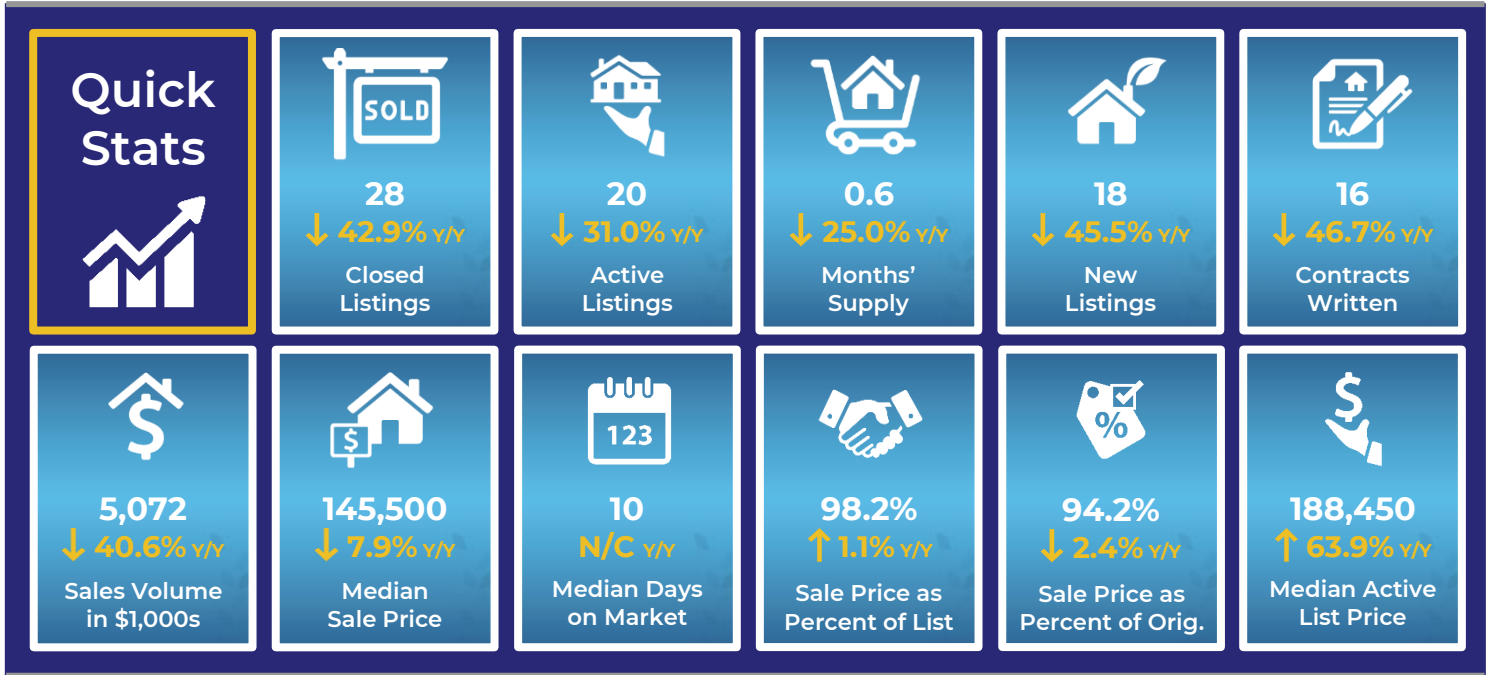 Quick
Stats
SOLD
28
↓ 42.9% Y/Y
Closed
Listings
20
↓ 31.0% Y/Y
Active
Listings
0.6
↓ 25.0% Y/Y
Months’
Supply
18
↓ 45.5% Y/Y
New
Listings
16
↓ 46.7% Y/Y
Contracts
Written
$
5,072
↓ 40.6% Y/Y
Sales Volume
in $1,000s
$
145,500
↓ 7.9% Y/Y
Median
Sale Price
123
10
N/C Y/Y
Median Days
on Market
98.2%
↑ 1.1% Y/Y
Sale Price as
Percent of List
%
94.2%
↓ 2.4% Y/Y
Sale Price as
Percent of Orig.
$
188,450
↑ 63.9% Y/Y
Median Active
List Price